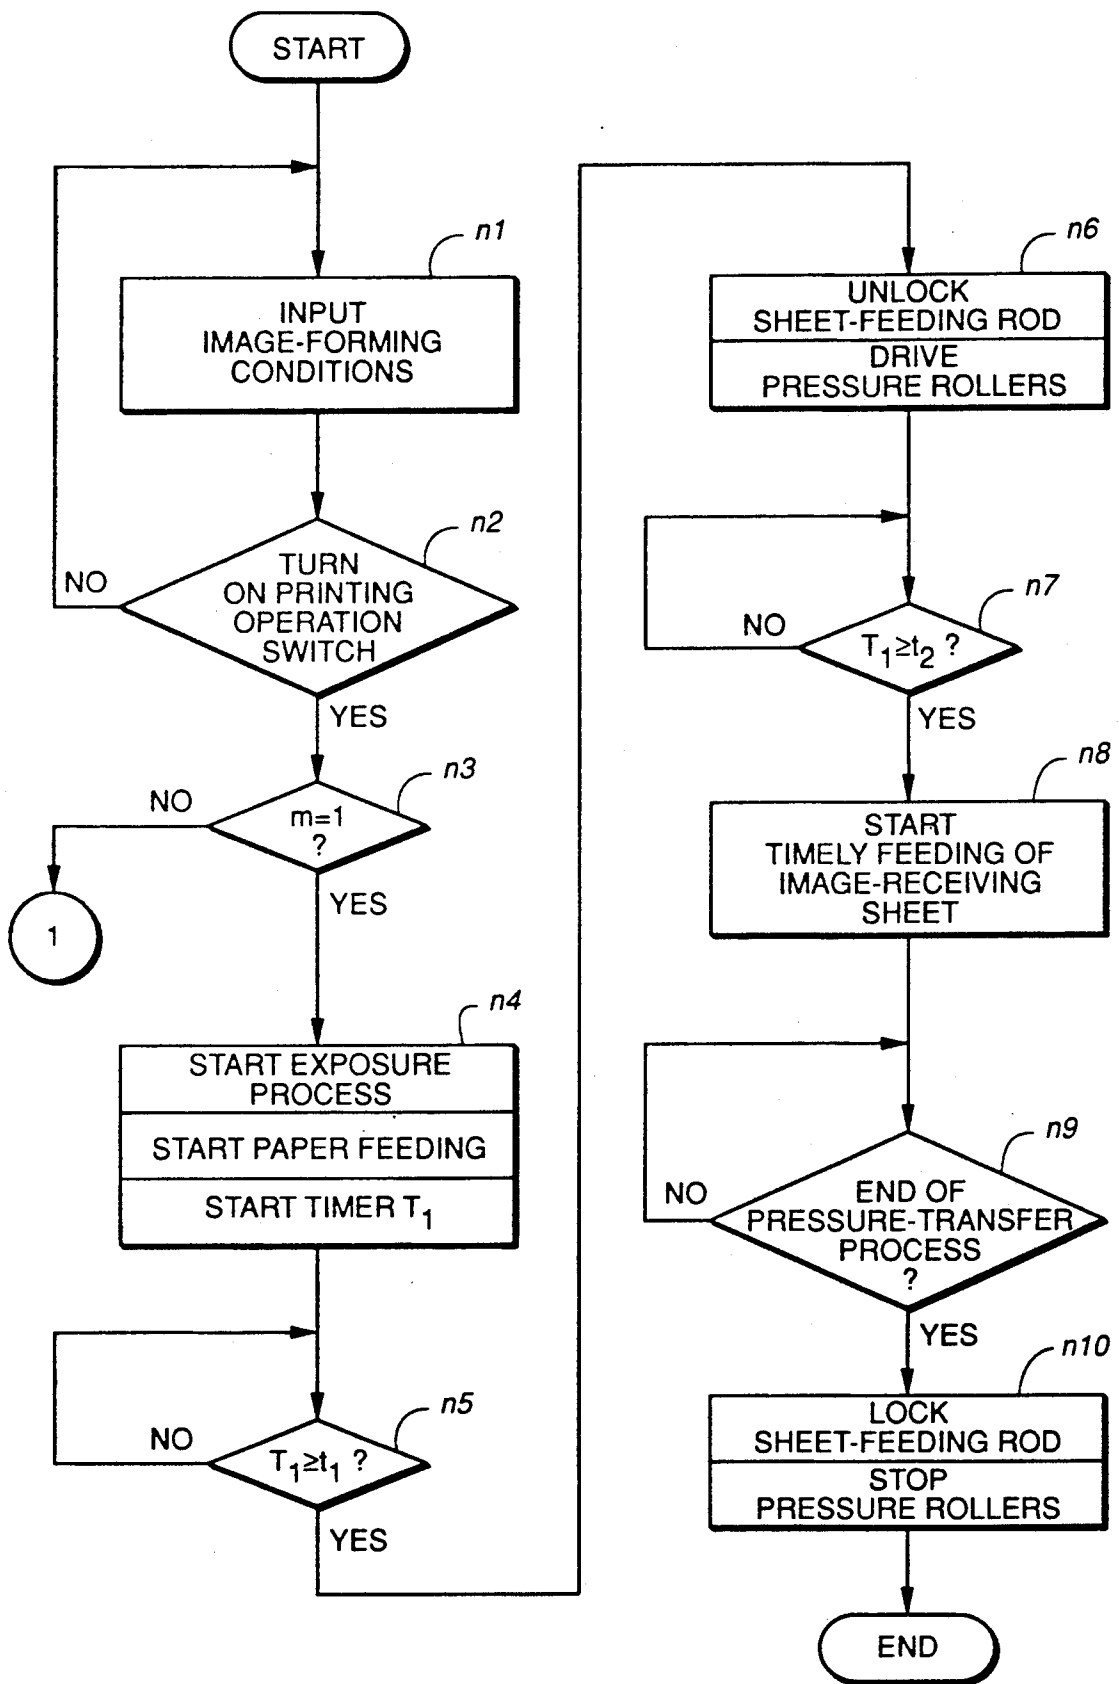 START
n1
INPUT
IMAGE-FORMING
CONDITIONS
n2
TURN
ON PRINTING
OPERATION
SWITCH
NO
YES
n3
m=1
?
NO
YES
1
n4
START EXPOSURE
PROCESS
START PAPER FEEDING
START TIMER T₁
n5
T₁≥t₁ ?
NO
YES
n6
UNLOCK
SHEET-FEEDING ROD
DRIVE
PRESSURE ROLLERS
n7
T₁≥t₂ ?
NO
YES
n8
START
TIMELY FEEDING OF
IMAGE-RECEIVING
SHEET
n9
END OF
PRESSURE-TRANSFER
PROCESS
?
NO
YES
n10
LOCK
SHEET-FEEDING ROD
STOP
PRESSURE ROLLERS
END